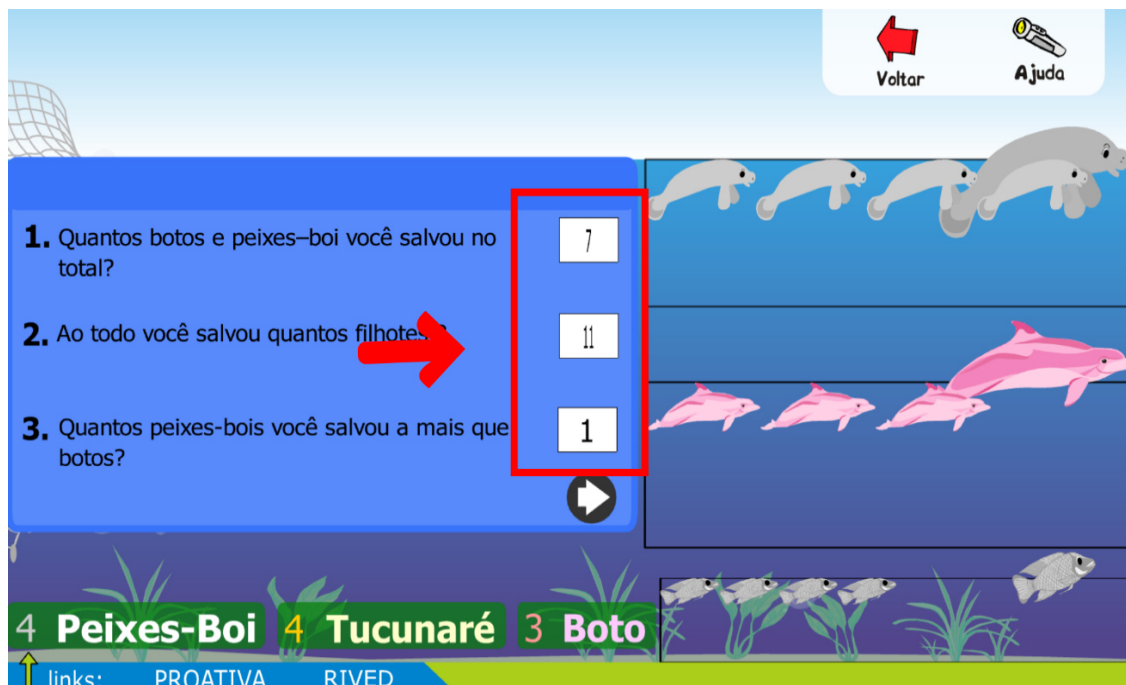 Voltar
Ajuda
1. Quantos botos e peixes–boi você salvou no
total?
7
2. Ao todo você salvou quantos filhotes
11
3. Quantos peixes-bois você salvou a mais que
botos?
1
4 Peixes-Boi 4 Tucunaré 3 Boto
links: PROATIVA RIVED